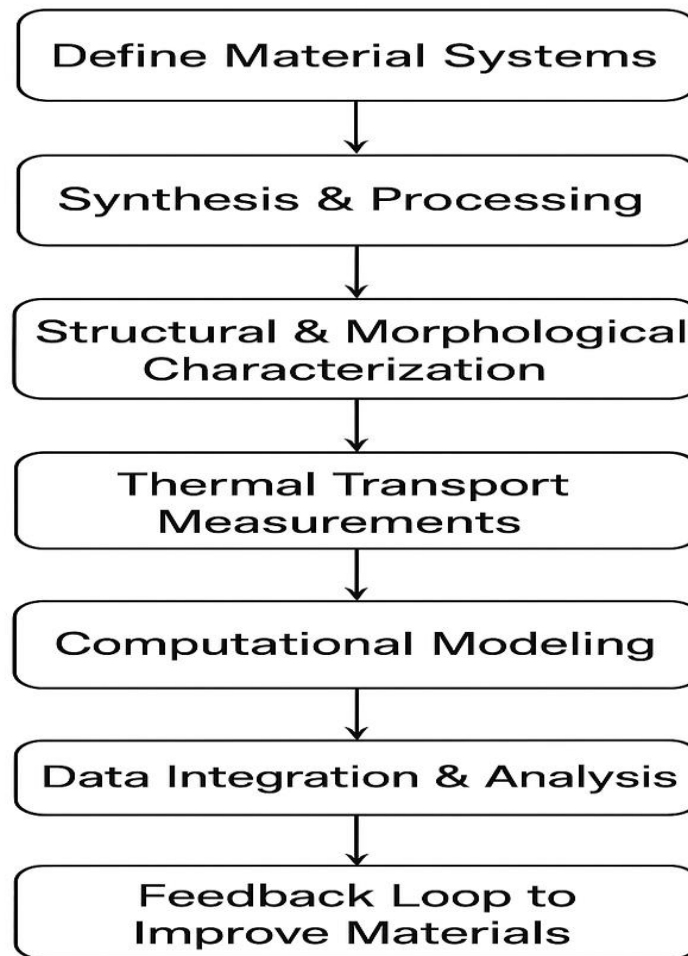 Define Material Systems
Synthesis & Processing
Structural & Morphological
Characterization
Thermal Transport
Measurements
Computational Modeling
Data Integration & Analysis
Feedback Loop to
Improve Materials